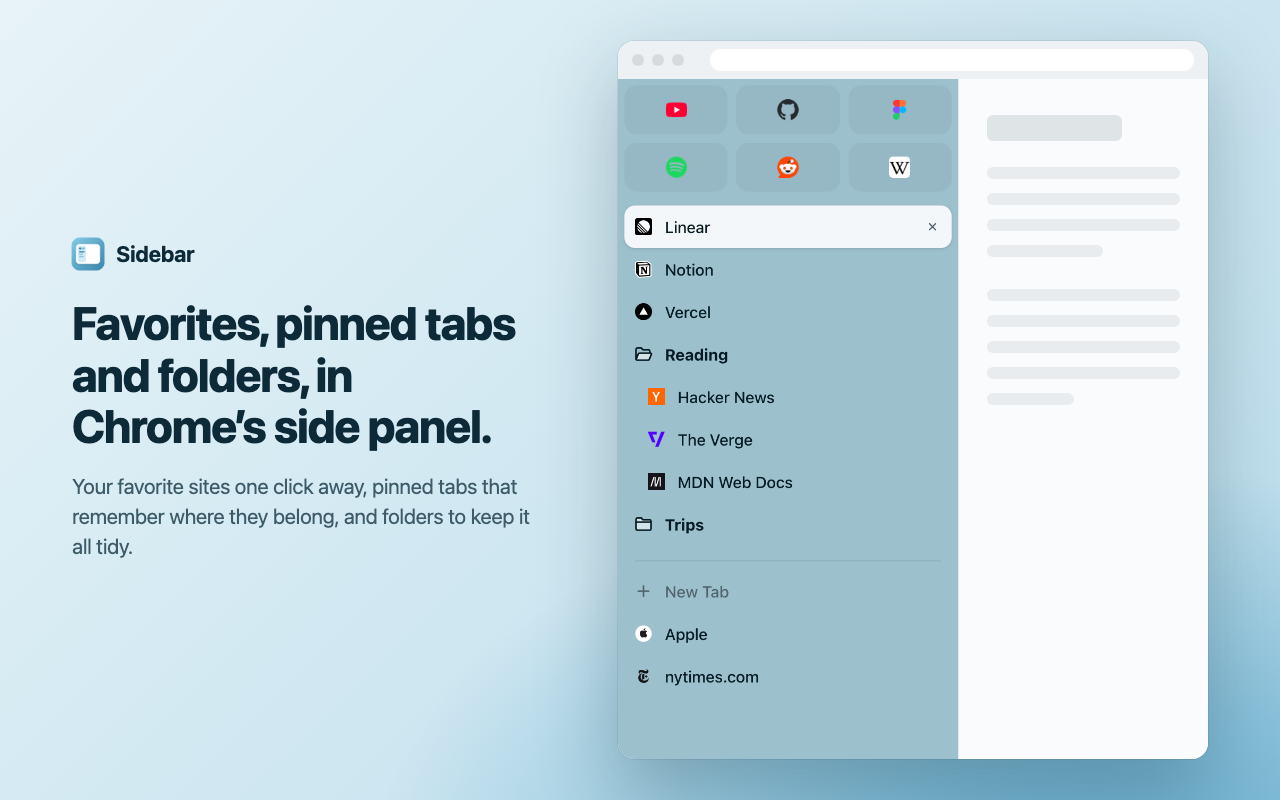 Sidebar
Favorites, pinned tabs
and folders, in
Chrome’s side panel.
Your favorite sites one click away, pinned tabs that
remember where they belong, and folders to keep it
all tidy.
W
Linear
Notion
Vercel
Reading
Y Hacker News
The Verge
MDN Web Docs
Trips
New Tab
Apple
nytimes.com